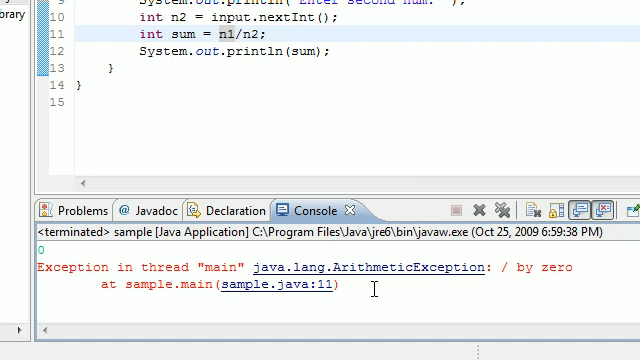 9 System.out.println("Enter second num: ");
ibrary
10 int n2 = input.nextInt();
11 int sum = n1/n2;
12 System.out.println(sum);
13 }
14 }
15
Problems @ Javadoc Declaration Console
<terminated> sample [Java Application] C:\Program Files\Java\jre6\bin\javaw.exe (Oct 25, 2009 6:59:38 PM)
0
Exception in thread "main" java.lang.ArithmeticException: / by zero
at sample.main(sample.java:11)